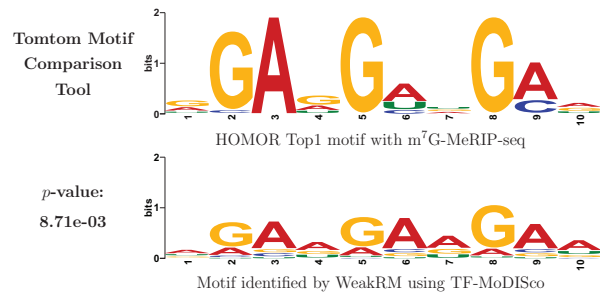 Tomtom Motif
Comparison
Tool
2
1
0
bits
G A G A G A G G A U G A C A
1 2 3 4 5 6 7 8 9 10
HOMOR Top1 motif with m⁷G-MeRIP-seq
p-value:
8.71e-03
2
1
0
bits
G A A G A A G A A
1 2 3 4 5 6 7 8 9 10
Motif identified by WeakRM using TF-MoDISco